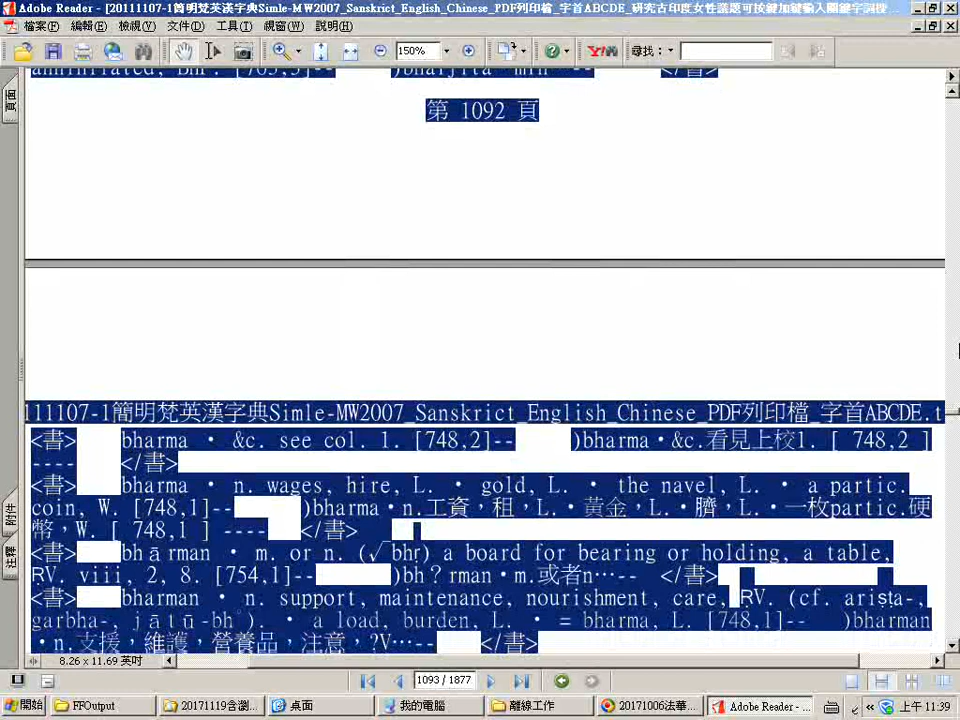 Adobe Reader - [20111107-1簡明梵英漢字典Simle-MW2007_Sanskrict_English_Chinese_PDF列印檔_字首ABCDE_研究古印度女性議題可按鍵加鍵輸入關鍵字詞搜
檔案(F) 編輯(E) 檢視(V) 文件(D) 工具(T) 視窗(W) 說明(H)
150% 尋找:
頁面
annihilated, Bhr. )bharjita min -- </書>
第 1092 頁
111107-1簡明梵英漢字典Simle-MW2007_Sanskrict_English_Chinese_PDF列印檔_字首ABCDE.t
<書> bharma · &c. see col. 1. [748,2]-- )bharma·&c.看見上校1. [ 748,2 ]
---- </書>
<書> bharma · n. wages, hire, L. · gold, L. · the navel, L. · a partic.
coin, W. [748,1]-- )bharma·n.工資，租，L.·黃金，L.·臍，L.·一枚partic.硬
幣，W. [ 748,1 ] ---- </書>
<書> bhārman · m. or n. (√bhṛ) a board for bearing or holding, a table,
RV. viii, 2, 8. [754,1]-- )bh？rman·m.或者n…-- </書>
<書> bharman · n. support, maintenance, nourishment, care, RV. (cf. ariṣṭa-,
garbha-, jātū-bh°). · a load, burden, L. · = bharma, L. [748,1]-- )bharman
·n.支援，維護，營養品，注意，?V…-- </書>
附件
注釋
8.26 x 11.69 英吋
1093 / 1877
開始 FFOutput 20171119含瀏... 桌面 我的電腦 離線工作 20171006法華... Adobe Reader - [... 上午 11:39